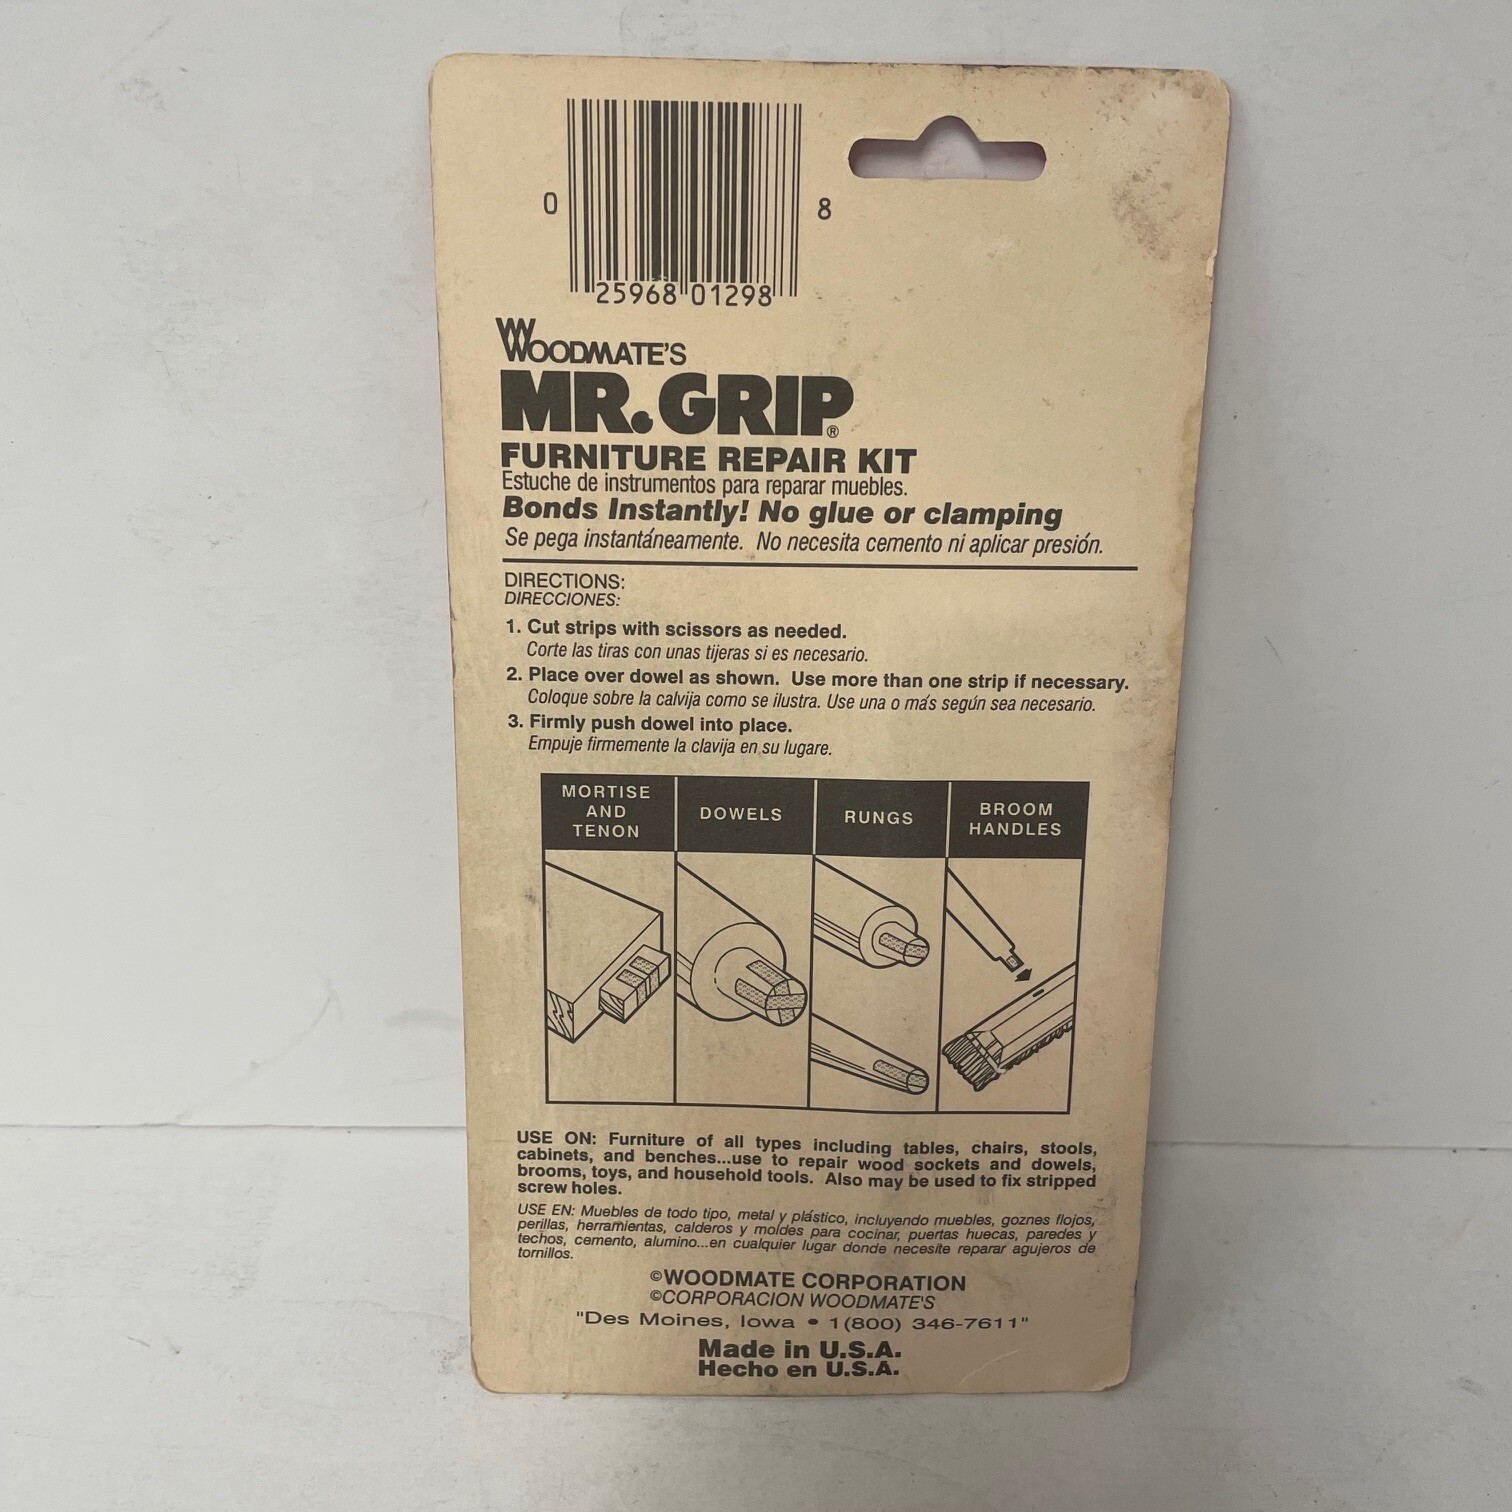 0 25968 01298 8
WOODMATE'S
MR. GRIP®
FURNITURE REPAIR KIT
Estuche de instrumentos para reparar muebles.
Bonds Instantly! No glue or clamping
Se pega instantáneamente. No necesita cemento ni aplicar presión.
DIRECTIONS:
DIRECCIONES:
1. Cut strips with scissors as needed.
Corte las tiras con unas tijeras si es necesario.
2. Place over dowel as shown. Use more than one strip if necessary.
Coloque sobre la calvija como se ilustra. Use una o más según sea necesario.
3. Firmly push dowel into place.
Empuje firmemente la clavija en su lugare.
MORTISE
AND
TENON
DOWELS
RUNGS
BROOM
HANDLES
USE ON: Furniture of all types including tables, chairs, stools,
cabinets, and benches...use to repair wood sockets and dowels,
brooms, toys, and household tools. Also may be used to fix stripped
screw holes.
USE EN: Muebles de todo tipo, metal y plástico, incluyendo muebles, goznes flojos,
perillas, herramientas, calderos y moldes para cocinar, puertas huecas, paredes y
techos, cemento, alumino...en cualquier lugar donde necesite reparar agujeros de
tornillos.
©WOODMATE CORPORATION
©CORPORACION WOODMATE'S
"Des Moines, Iowa • 1(800) 346-7611"
Made in U.S.A.
Hecho en U.S.A.